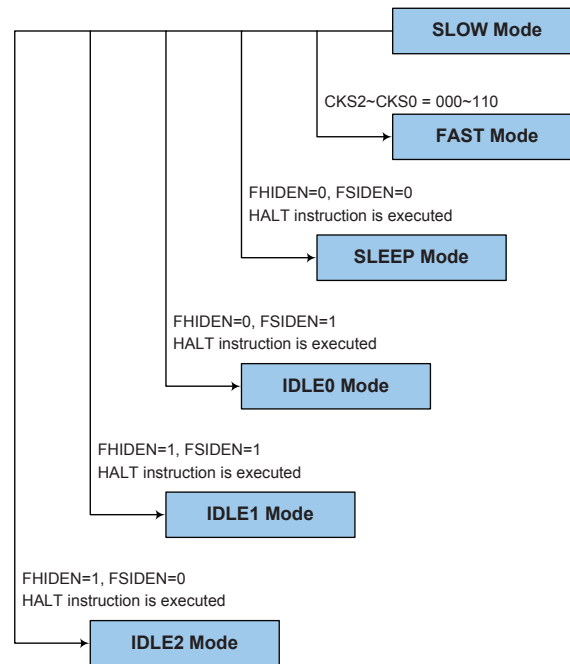 SLOW Mode
CKS2~CKS0 = 000~110
FAST Mode
FHIDEN=0, FSIDEN=0
HALT instruction is executed
SLEEP Mode
FHIDEN=0, FSIDEN=1
HALT instruction is executed
IDLE0 Mode
FHIDEN=1, FSIDEN=1
HALT instruction is executed
IDLE1 Mode
FHIDEN=1, FSIDEN=0
HALT instruction is executed
IDLE2 Mode